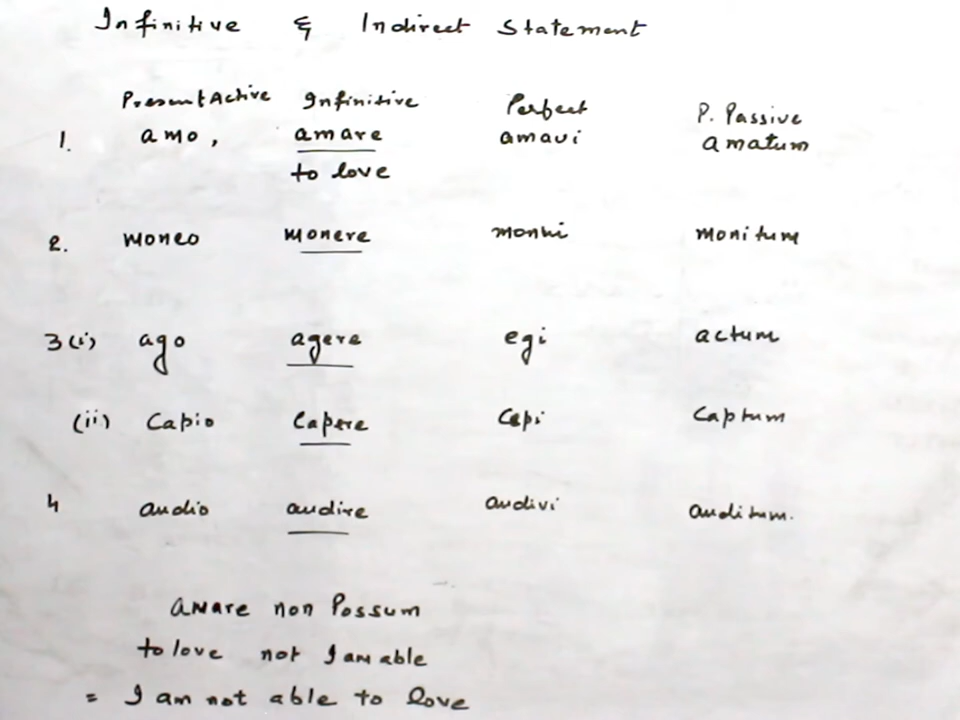 Infinitive & Indirect Statement
Present Active Infinitive Perfect P. Passive
1. amo, amare amavi amatum
to love
2. moneo monere monui monitum
3(i) ago agere egi actum
(ii) Capio Capere Cepi Captum
4 audio audire audivi auditum.
amare non Possum
to love not I am able
= I am not able to love